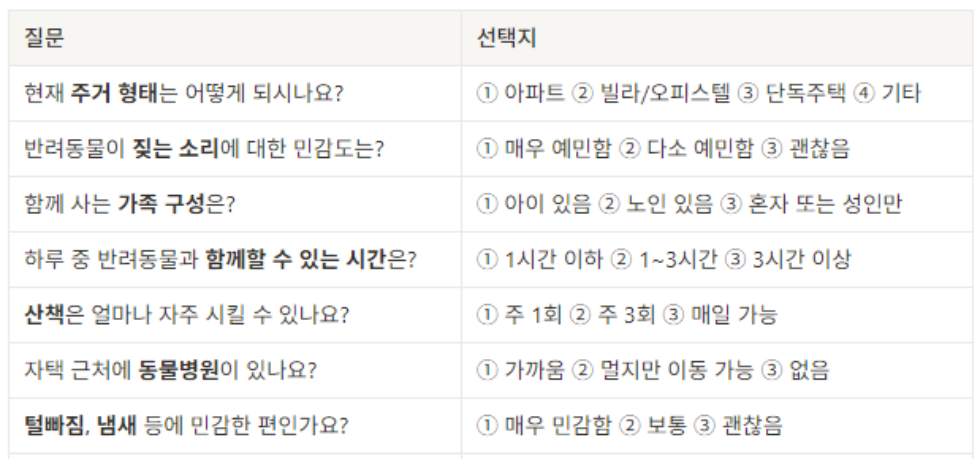 질문 선택지
현재 주거 형태는 어떻게 되시나요? ① 아파트 ② 빌라/오피스텔 ③ 단독주택 ④ 기타
반려동물이 짖는 소리에 대한 민감도는? ① 매우 예민함 ② 다소 예민함 ③ 괜찮음
함께 사는 가족 구성은? ① 아이 있음 ② 노인 있음 ③ 혼자 또는 성인만
하루 중 반려동물과 함께할 수 있는 시간은? ① 1시간 이하 ② 1~3시간 ③ 3시간 이상
산책은 얼마나 자주 시킬 수 있나요? ① 주 1회 ② 주 3회 ③ 매일 가능
자택 근처에 동물병원이 있나요? ① 가까움 ② 멀지만 이동 가능 ③ 없음
털빠짐, 냄새 등에 민감한 편인가요? ① 매우 민감함 ② 보통 ③ 괜찮음